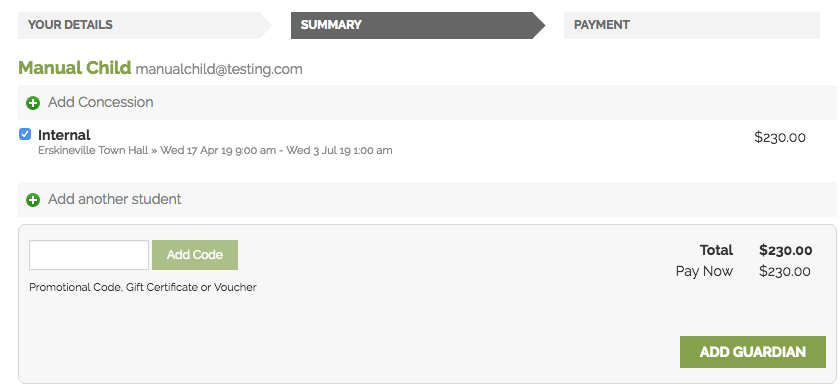 YOUR DETAILS
SUMMARY
PAYMENT
Manual Child manualchild@testing.com
Add Concession
Internal
$230.00
Erskineville Town Hall » Wed 17 Apr 19 9:00 am - Wed 3 Jul 19 1:00 am
Add another student
Add Code
Promotional Code, Gift Certificate or Voucher
Total $230.00
Pay Now $230.00
ADD GUARDIAN